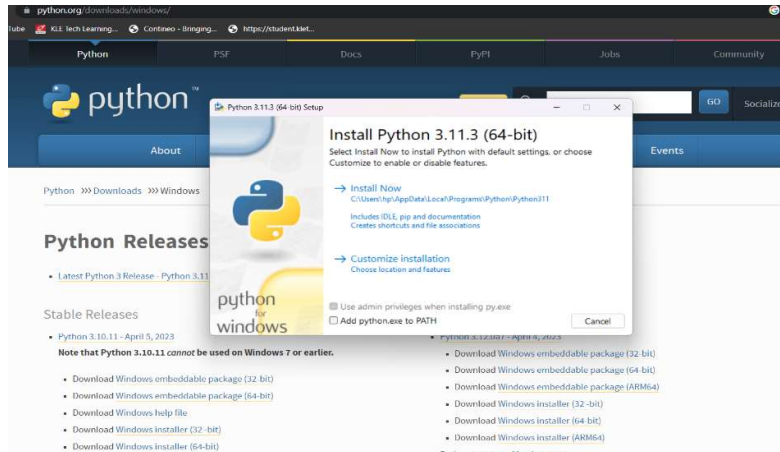 python.org/downloads/windows/
Tube KLE Tech Learning... Contineo - Bringing... https://student.klet...
Python PSF Docs PyPI Jobs Community
python™
GO Socialize
About Events
Python >>> Downloads >>> Windows
Python Releases
Latest Python 3 Release - Python 3.11
Stable Releases
Python 3.10.11 - April 5, 2023
Note that Python 3.10.11 cannot be used on Windows 7 or earlier.
Download Windows embeddable package (32-bit)
Download Windows embeddable package (64-bit)
Download Windows help file
Download Windows installer (32 -bit)
Download Windows installer (64-bit)
Python 3.11.3 (64-bit) Setup
Install Python 3.11.3 (64-bit)
Select Install Now to install Python with default settings, or choose
Customize to enable or disable features.
Install Now
C:\Users\hp\AppData\Local\Programs\Python\Python311
Includes IDLE, pip and documentation
Creates shortcuts and file associations
Customize installation
Choose location and features
python
for
windows
Use admin privileges when installing py.exe
Add python.exe to PATH
Cancel
Python 3.12.0a7 - April 4, 2023
Download Windows embeddable package (32-bit)
Download Windows embeddable package (64-bit)
Download Windows embeddable package (ARM64)
Download Windows installer (32 -bit)
Download Windows installer (64-bit)
Download Windows installer (ARM64)